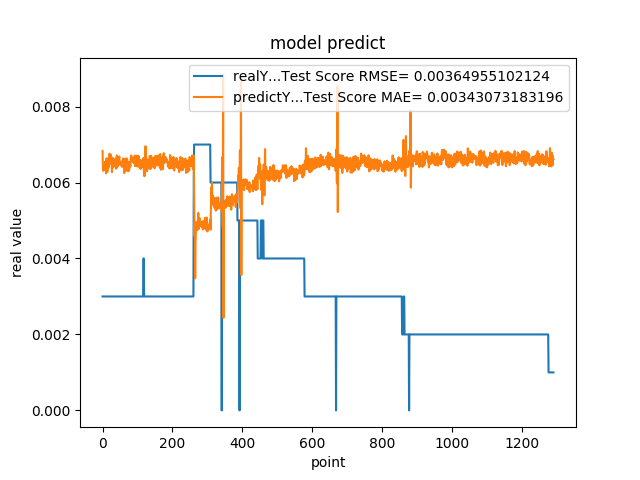 model predict
realY...Test Score RMSE= 0.00364955102124
predictY...Test Score MAE= 0.00343073183196
0.008
0.006
0.004
0.002
0.000
real value
0 200 400 600 800 1000 1200
point